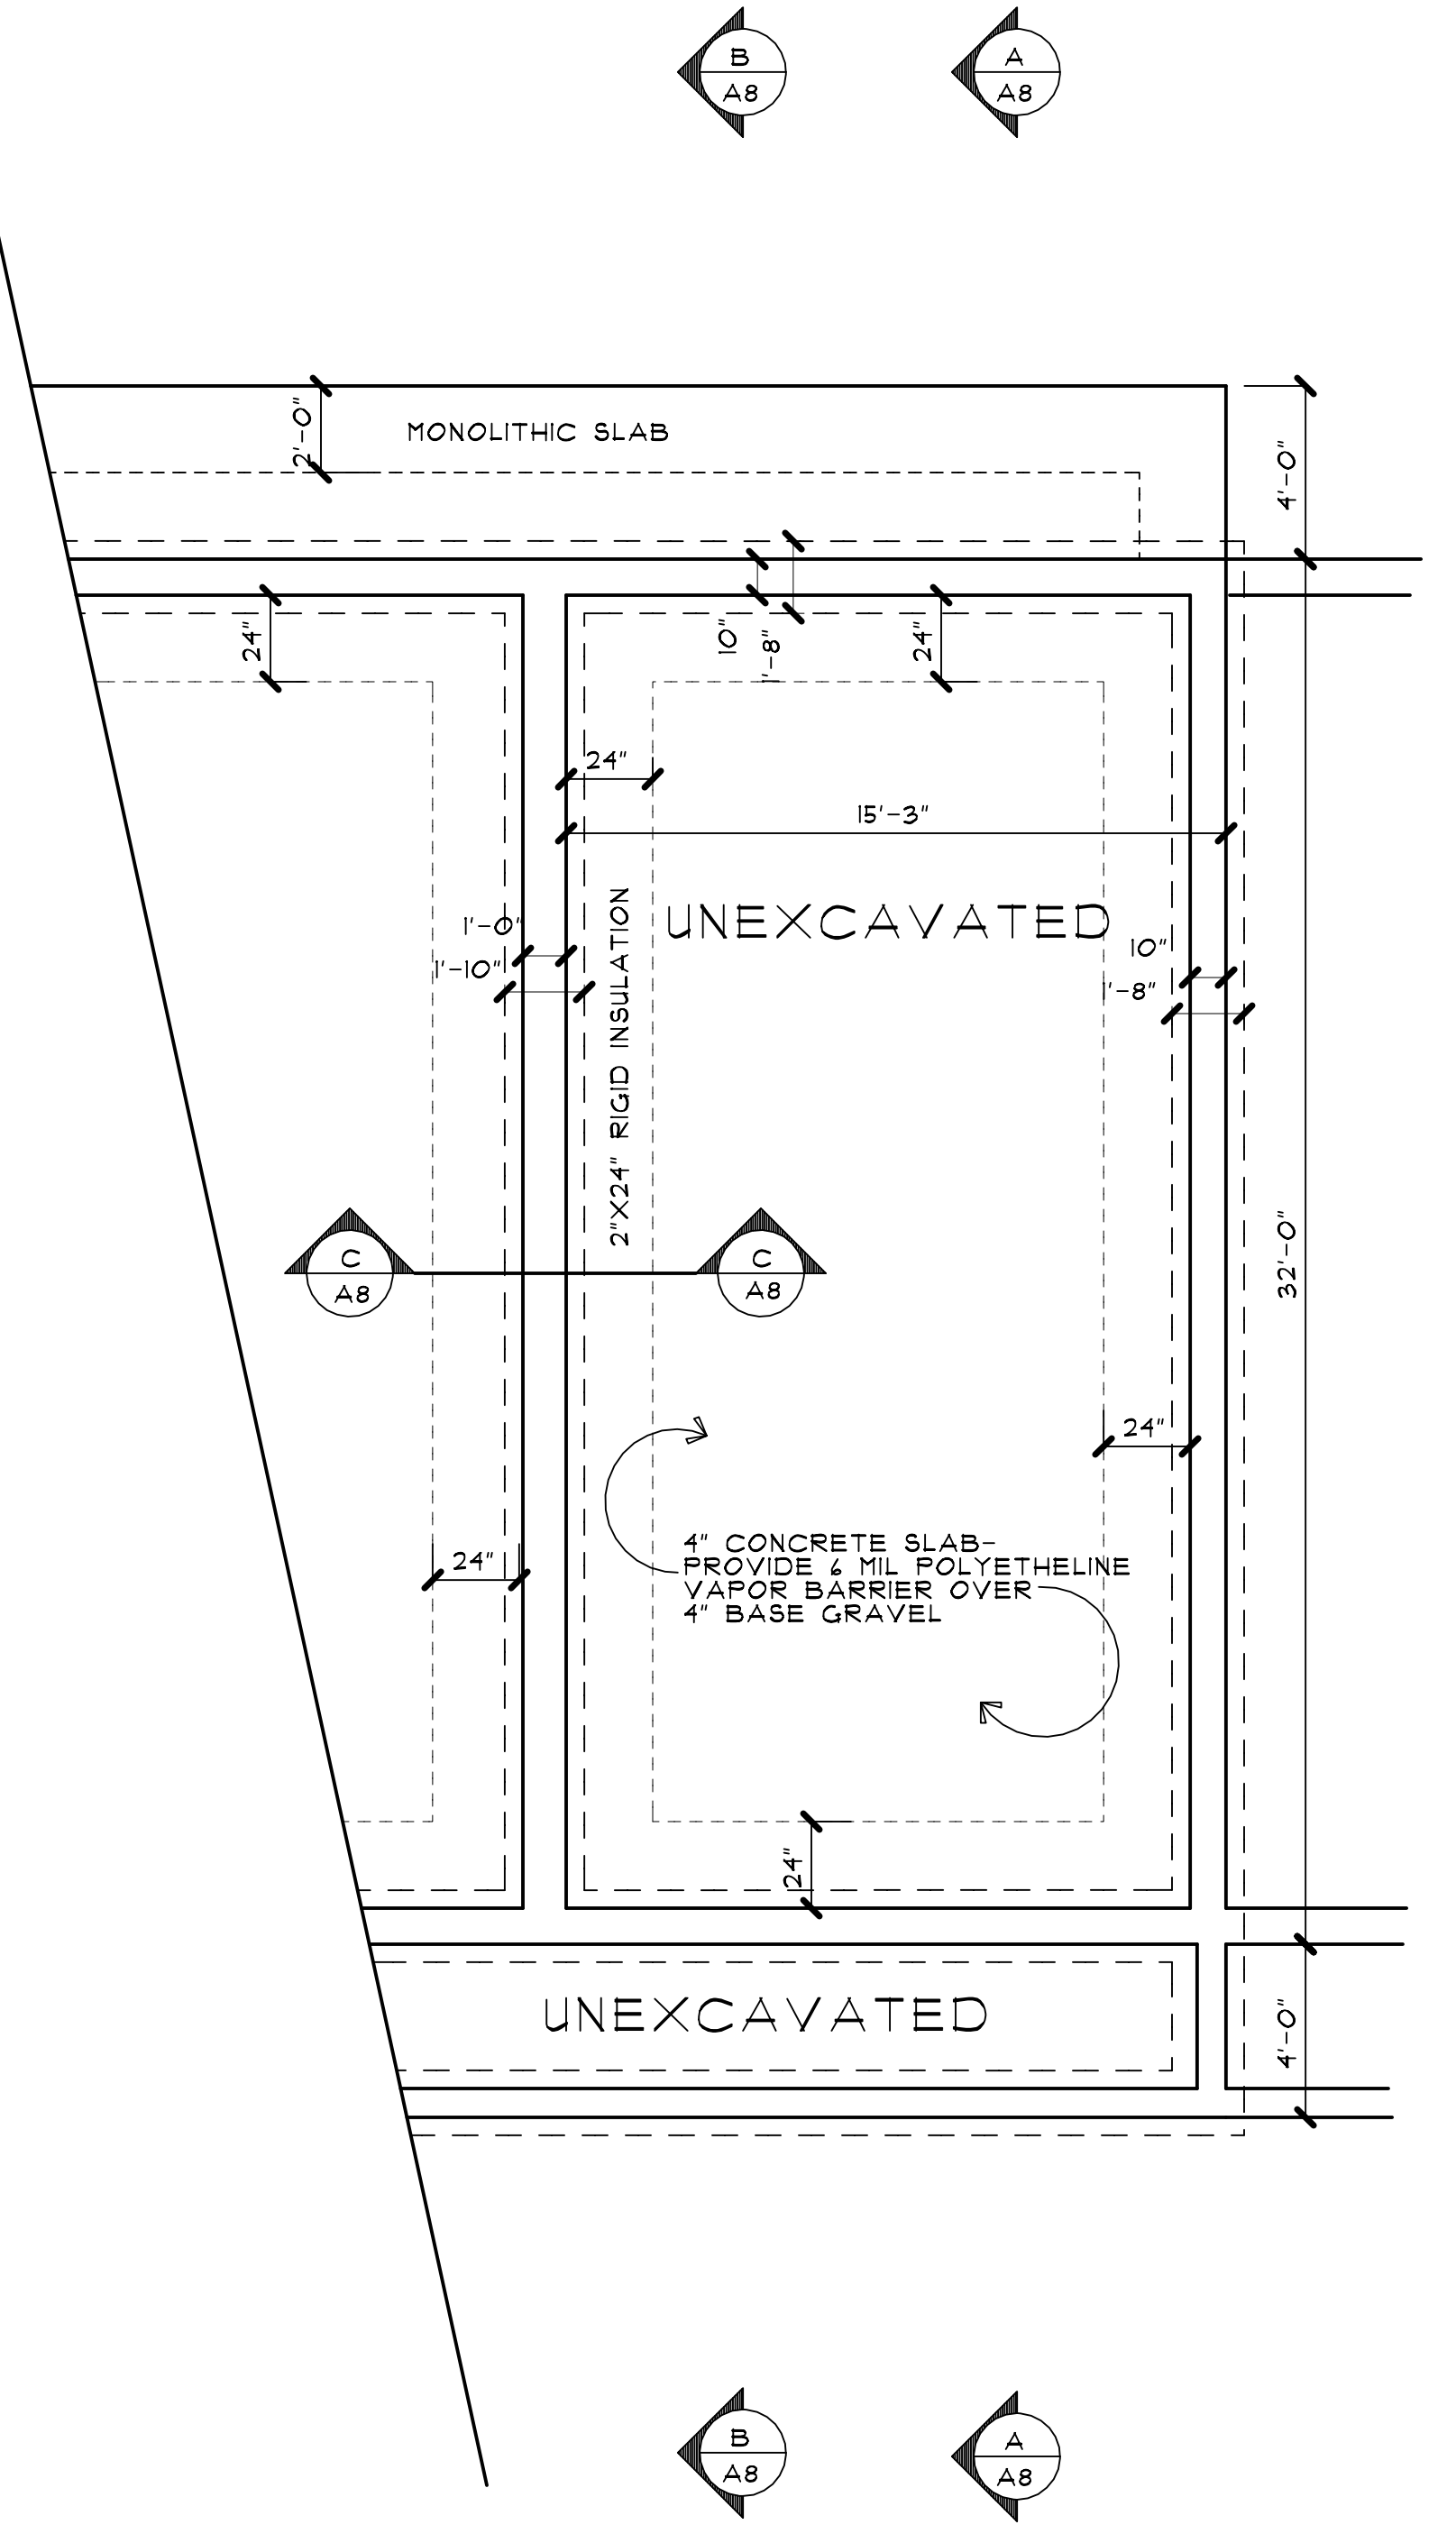 B
A8
A
A8
2'-0"
MONOLITHIC SLAB
4'-0"
24"
10"
1'-8"
24"
24"
15'-3"
UNEXCAVATED
1'-0"
1'-10"
2"X24" RIGID INSULATION
10"
1'-8"
C
A8
C
A8
32'-0"
24"
24"
4" CONCRETE SLAB-
PROVIDE 6 MIL POLYETHELINE
VAPOR BARRIER OVER
4" BASE GRAVEL
24"
UNEXCAVATED
4'-0"
B
A8
A
A8